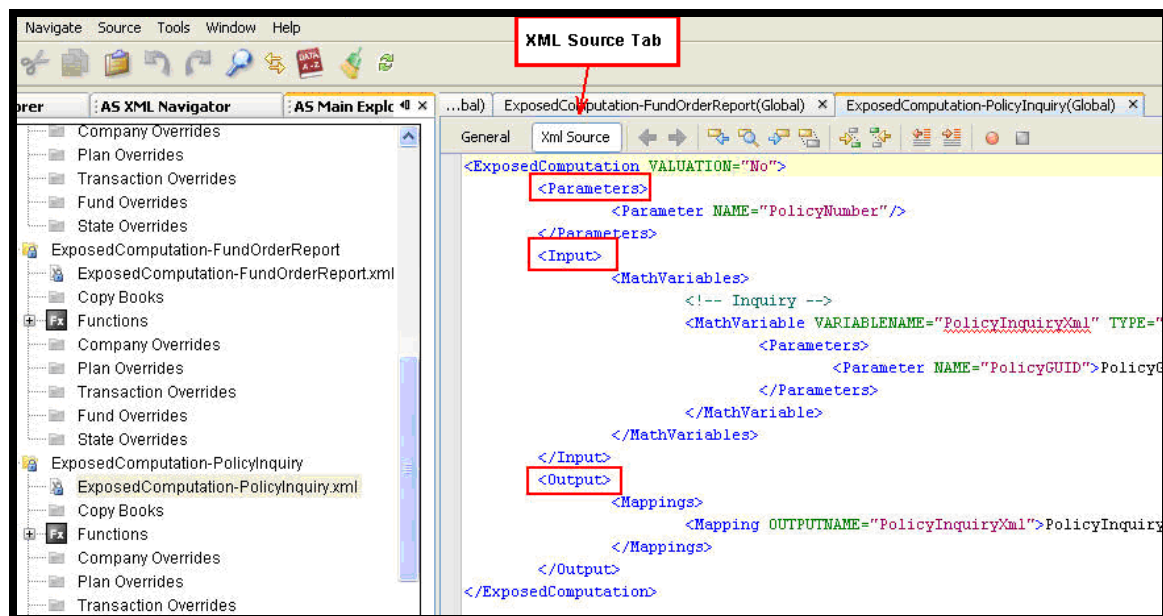 Navigate Source Tools Window Help
XML Source Tab
DATA
A-Z
orer
AS XML Navigator
AS Main Explc
...bal)
ExposedComputation-FundOrderReport(Global)
ExposedComputation-PolicyInquiry(Global)
Company Overrides
Plan Overrides
Transaction Overrides
Fund Overrides
State Overrides
ExposedComputation-FundOrderReport
ExposedComputation-FundOrderReport.xml
Copy Books
Fx Functions
Company Overrides
Plan Overrides
Transaction Overrides
Fund Overrides
State Overrides
ExposedComputation-PolicyInquiry
ExposedComputation-PolicyInquiry.xml
Copy Books
Fx Functions
Company Overrides
Plan Overrides
Transaction Overrides
General
Xml Source
<ExposedComputation VALUATION="No">
<Parameters>
<Parameter NAME="PolicyNumber"/>
</Parameters>
<Input>
<MathVariables>
<!-- Inquiry -->
<MathVariable VARIABLENAME="PolicyInquiryXml" TYPE="
<Parameters>
<Parameter NAME="PolicyGUID">PolicyG
</Parameters>
</MathVariable>
</MathVariables>
</Input>
<Output>
<Mappings>
<Mapping OUTPUTNAME="PolicyInquiryXml">PolicyInquiry
</Mappings>
</Output>
</ExposedComputation>